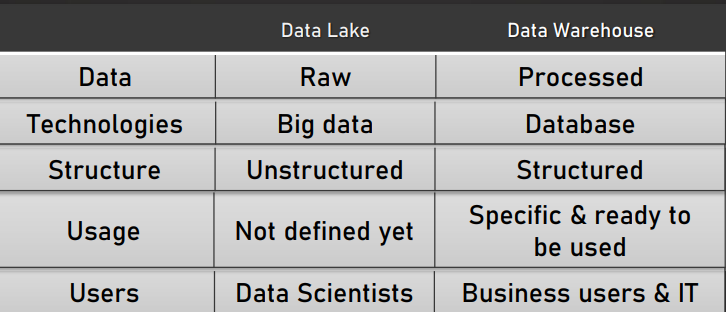 Data Lake Data Warehouse
Data Raw Processed
Technologies Big data Database
Structure Unstructured Structured
Usage Not defined yet Specific & ready to
be used
Users Data Scientists Business users & IT